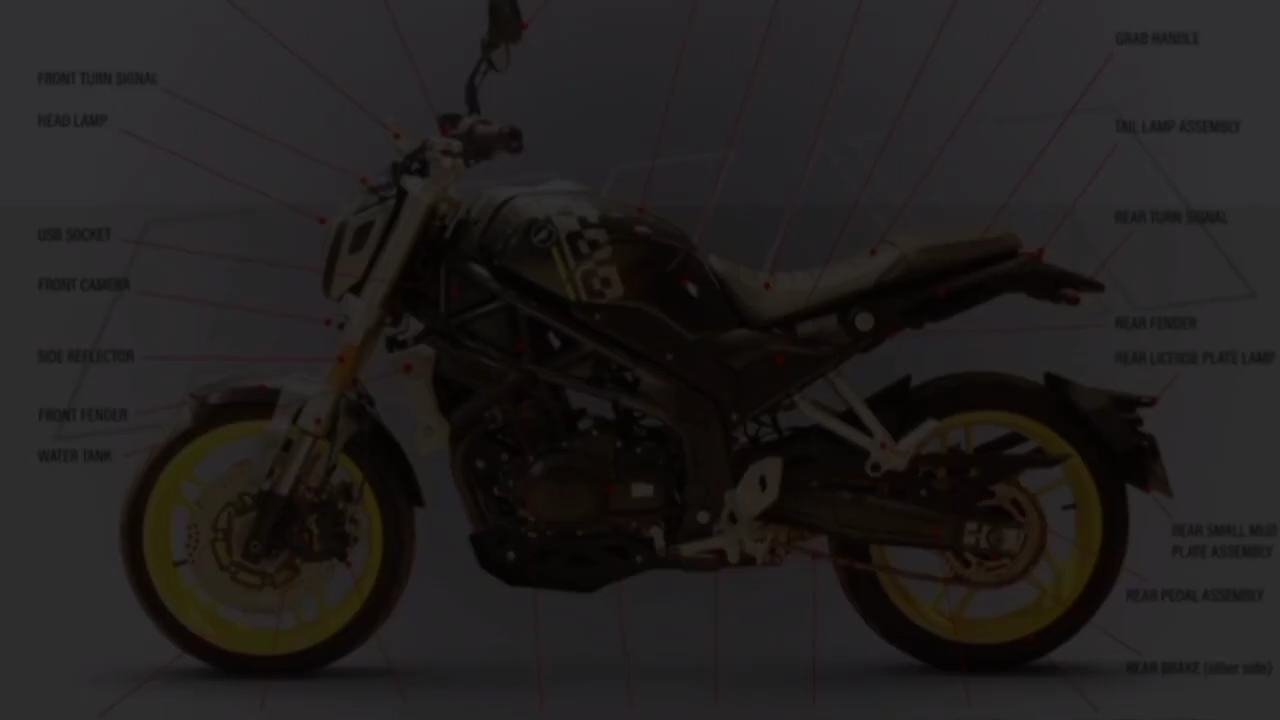 FRONT TURN SIGNAL
HEAD LAMP
USB SOCKET
FRONT CAMERA
SIDE REFLECTOR
FRONT FENDER
WATER TANK
GRAB HANDLE
TAIL LAMP ASSEMBLY
REAR TURN SIGNAL
REAR FENDER
REAR LICENSE PLATE LAMP
REAR SMALL MUD
PLATE ASSEMBLY
REAR PEDAL ASSEMBLY
REAR BRAKE (other side)